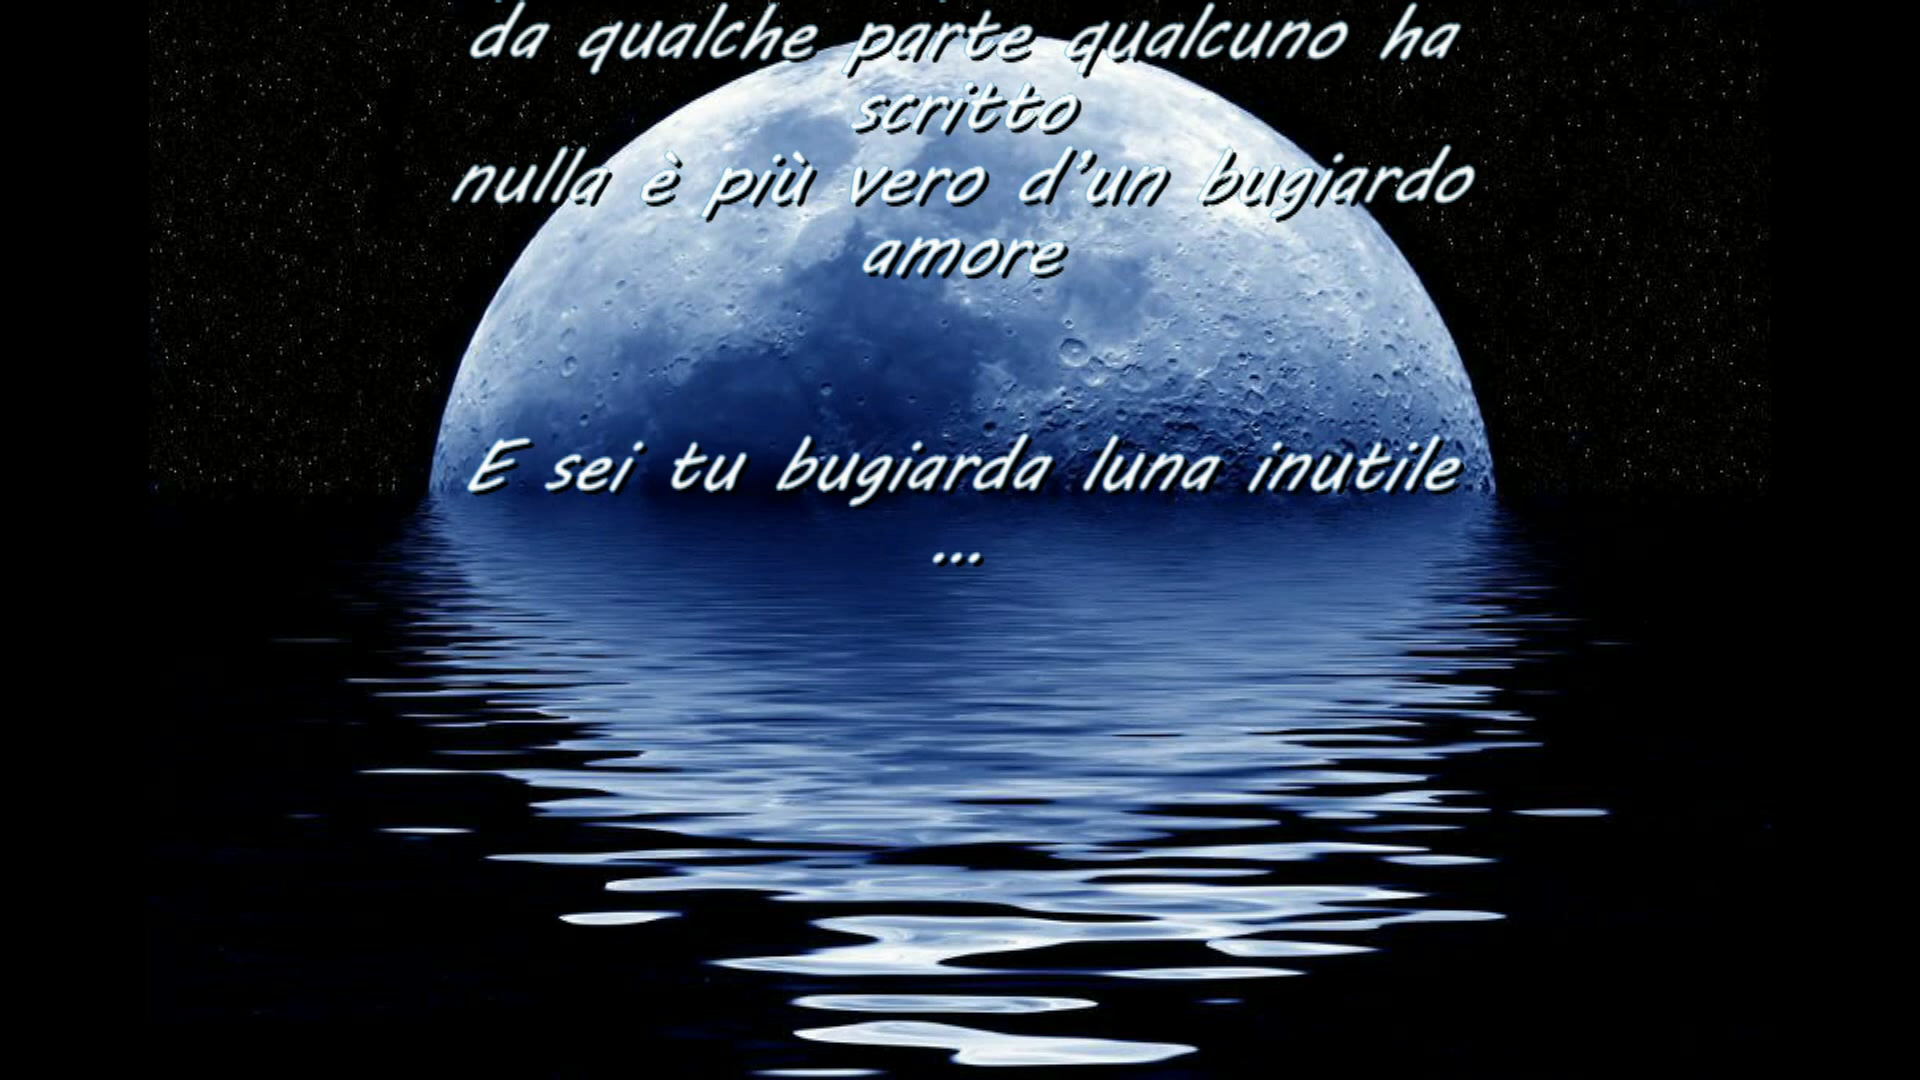 da qualche parte qualcuno ha
scritto
nulla è più vero d'un bugiardo
amore
E sei tu bugiarda luna inutile
...